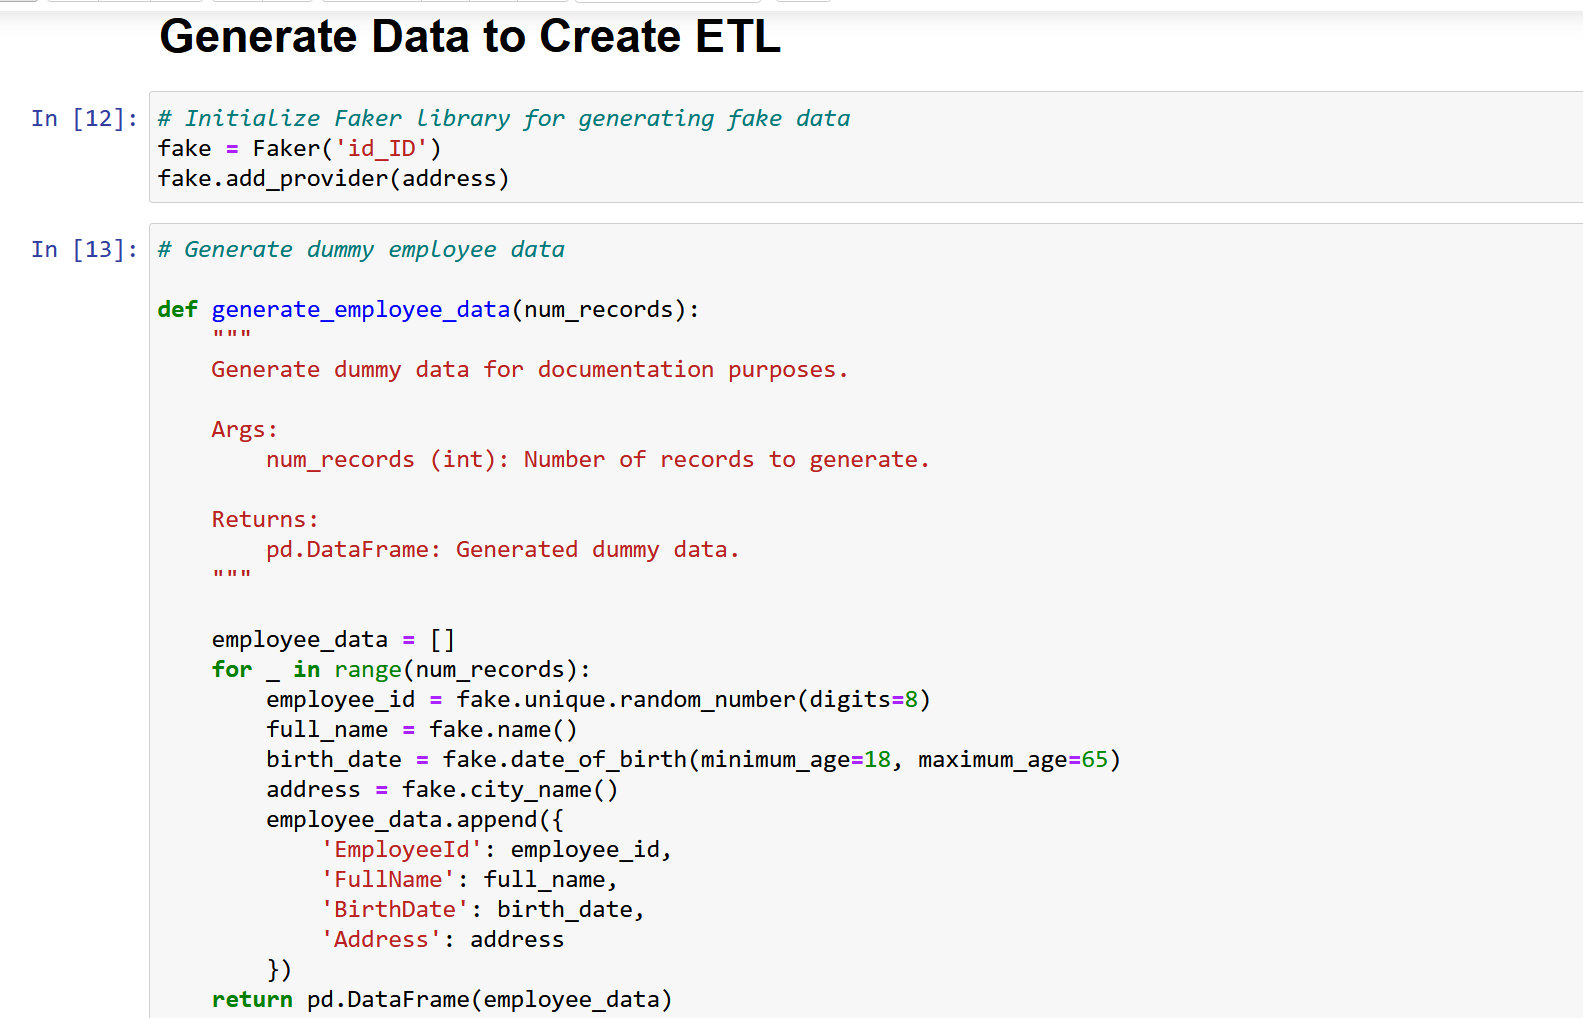 Generate Data to Create ETL
In [12]:
# Initialize Faker library for generating fake data
fake = Faker('id_ID')
fake.add_provider(address)
In [13]:
# Generate dummy employee data
def generate_employee_data(num_records):
    """
    Generate dummy data for documentation purposes.
    Args:
        num_records (int): Number of records to generate.
    Returns:
        pd.DataFrame: Generated dummy data.
    """
    employee_data = []
    for _ in range(num_records):
        employee_id = fake.unique.random_number(digits=8)
        full_name = fake.name()
        birth_date = fake.date_of_birth(minimum_age=18, maximum_age=65)
        address = fake.city_name()
        employee_data.append({
            'EmployeeId': employee_id,
            'FullName': full_name,
            'BirthDate': birth_date,
            'Address': address
        })
    return pd.DataFrame(employee_data)